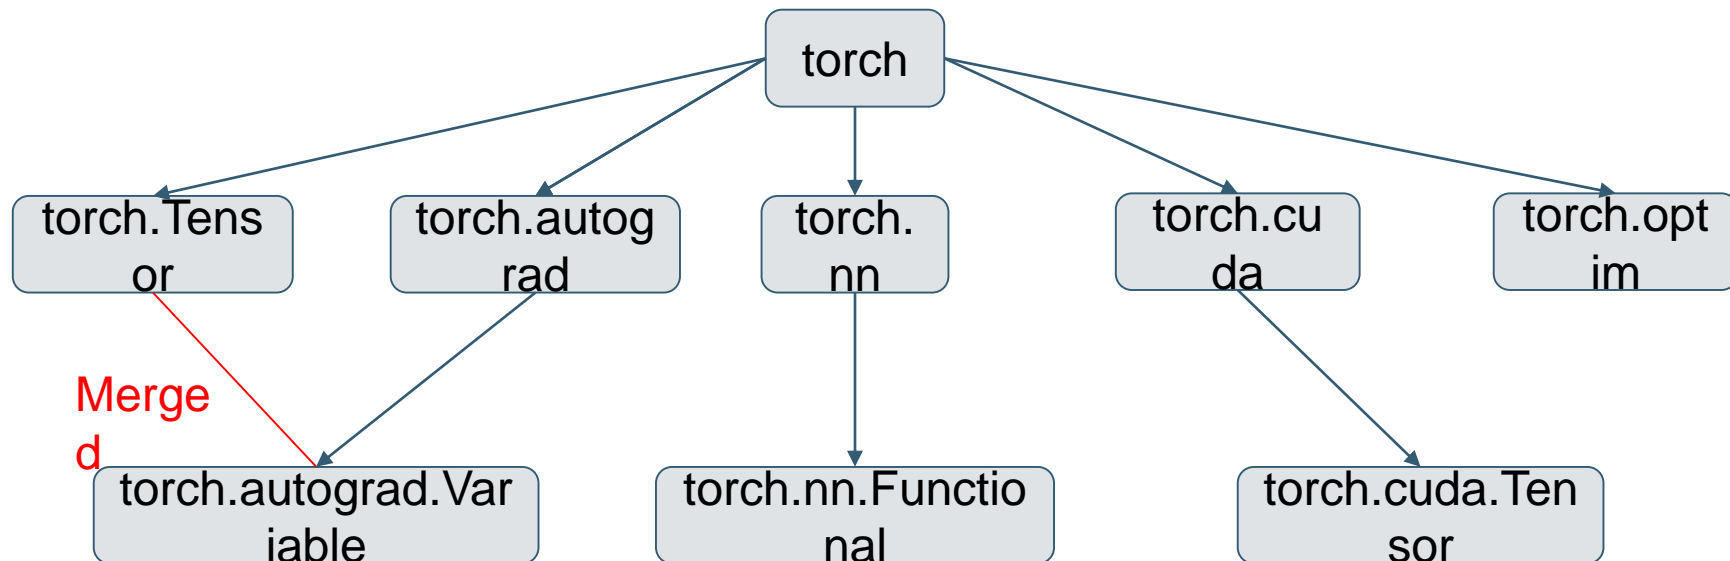 torch
torch.Tens
or
torch.autog
rad
torch.
nn
torch.cu
da
torch.opt
im
Merge
d
torch.autograd.Var
iable
torch.nn.Functio
nal
torch.cuda.Ten
sor